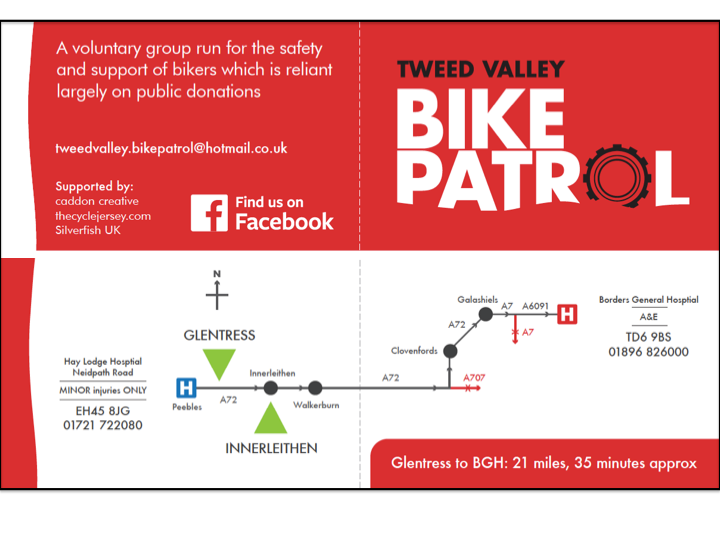 A voluntary group run for the safety
and support of bikers which is reliant
largely on public donations
tweedvalley.bikepatrol@hotmail.co.uk
Supported by:
caddon creative
thecyclejersey.com
Silverfish UK
f
Find us on
Facebook
TWEED VALLEY
BIKE
PATROL
N
GLENTRESS
Hay Lodge Hosptial
Neidpath Road
MINOR injuries ONLY
EH45 8JG
01721 722080
H
Peebles
A72
Innerleithen
Walkerburn
INNERLEITHEN
A72
A707
Clovenfords
A72
Galashiels
A7
A6091
A7
H
Borders General Hosptial
A&E
TD6 9BS
01896 826000
Glentress to BGH: 21 miles, 35 minutes approx